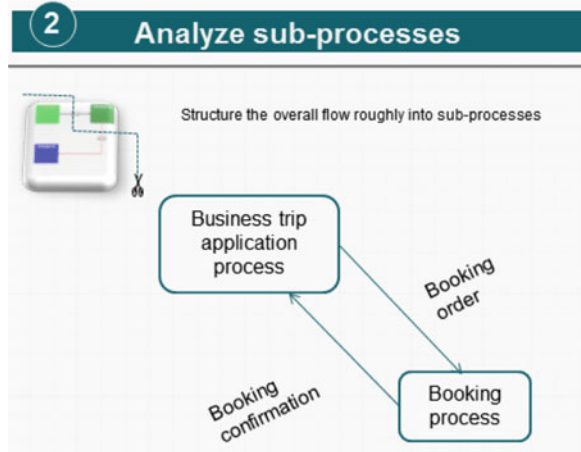 2
Analyze sub-processes
Structure the overall flow roughly into sub-processes
Business trip
application
process
Booking
order
Booking
confirmation
Booking
process